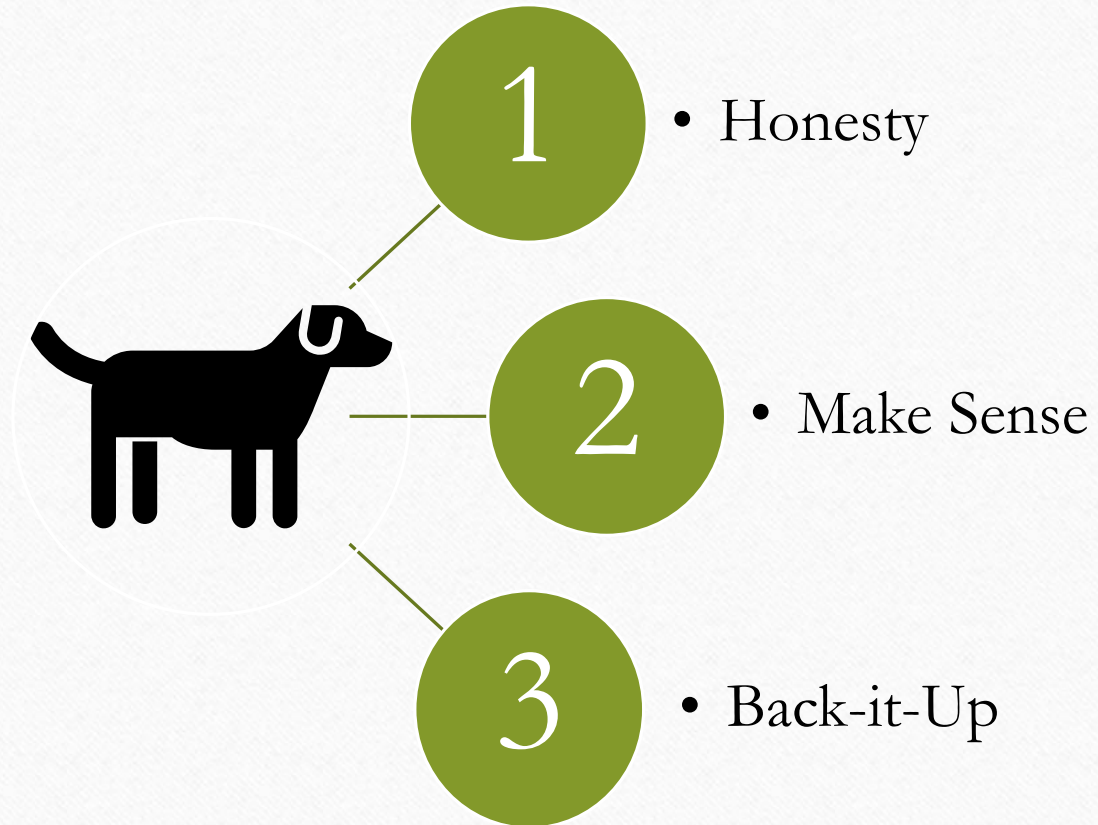 1
• Honesty
2
• Make Sense
3
• Back-it-Up